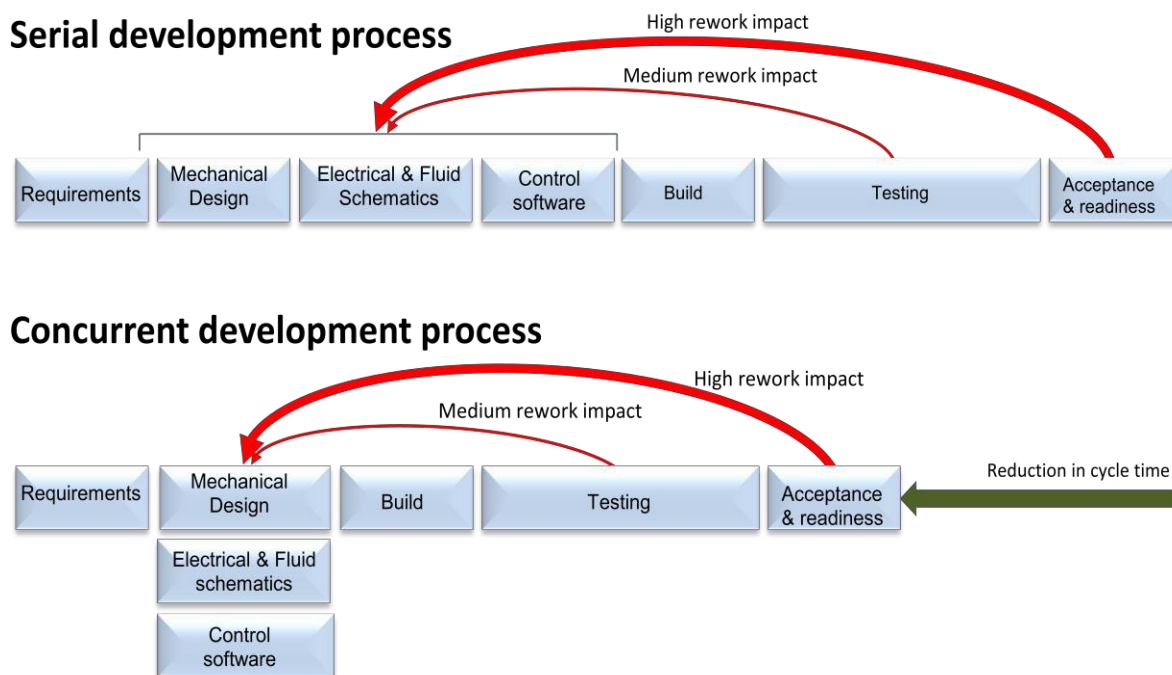 Serial development process
High rework impact
Medium rework impact
Requirements
Mechanical
Design
Electrical & Fluid
Schematics
Control
software
Build
Testing
Acceptance
& readiness
Concurrent development process
High rework impact
Medium rework impact
Reduction in cycle time
Requirements
Mechanical
Design
Build
Testing
Acceptance
& readiness
Electrical & Fluid
schematics
Control
software